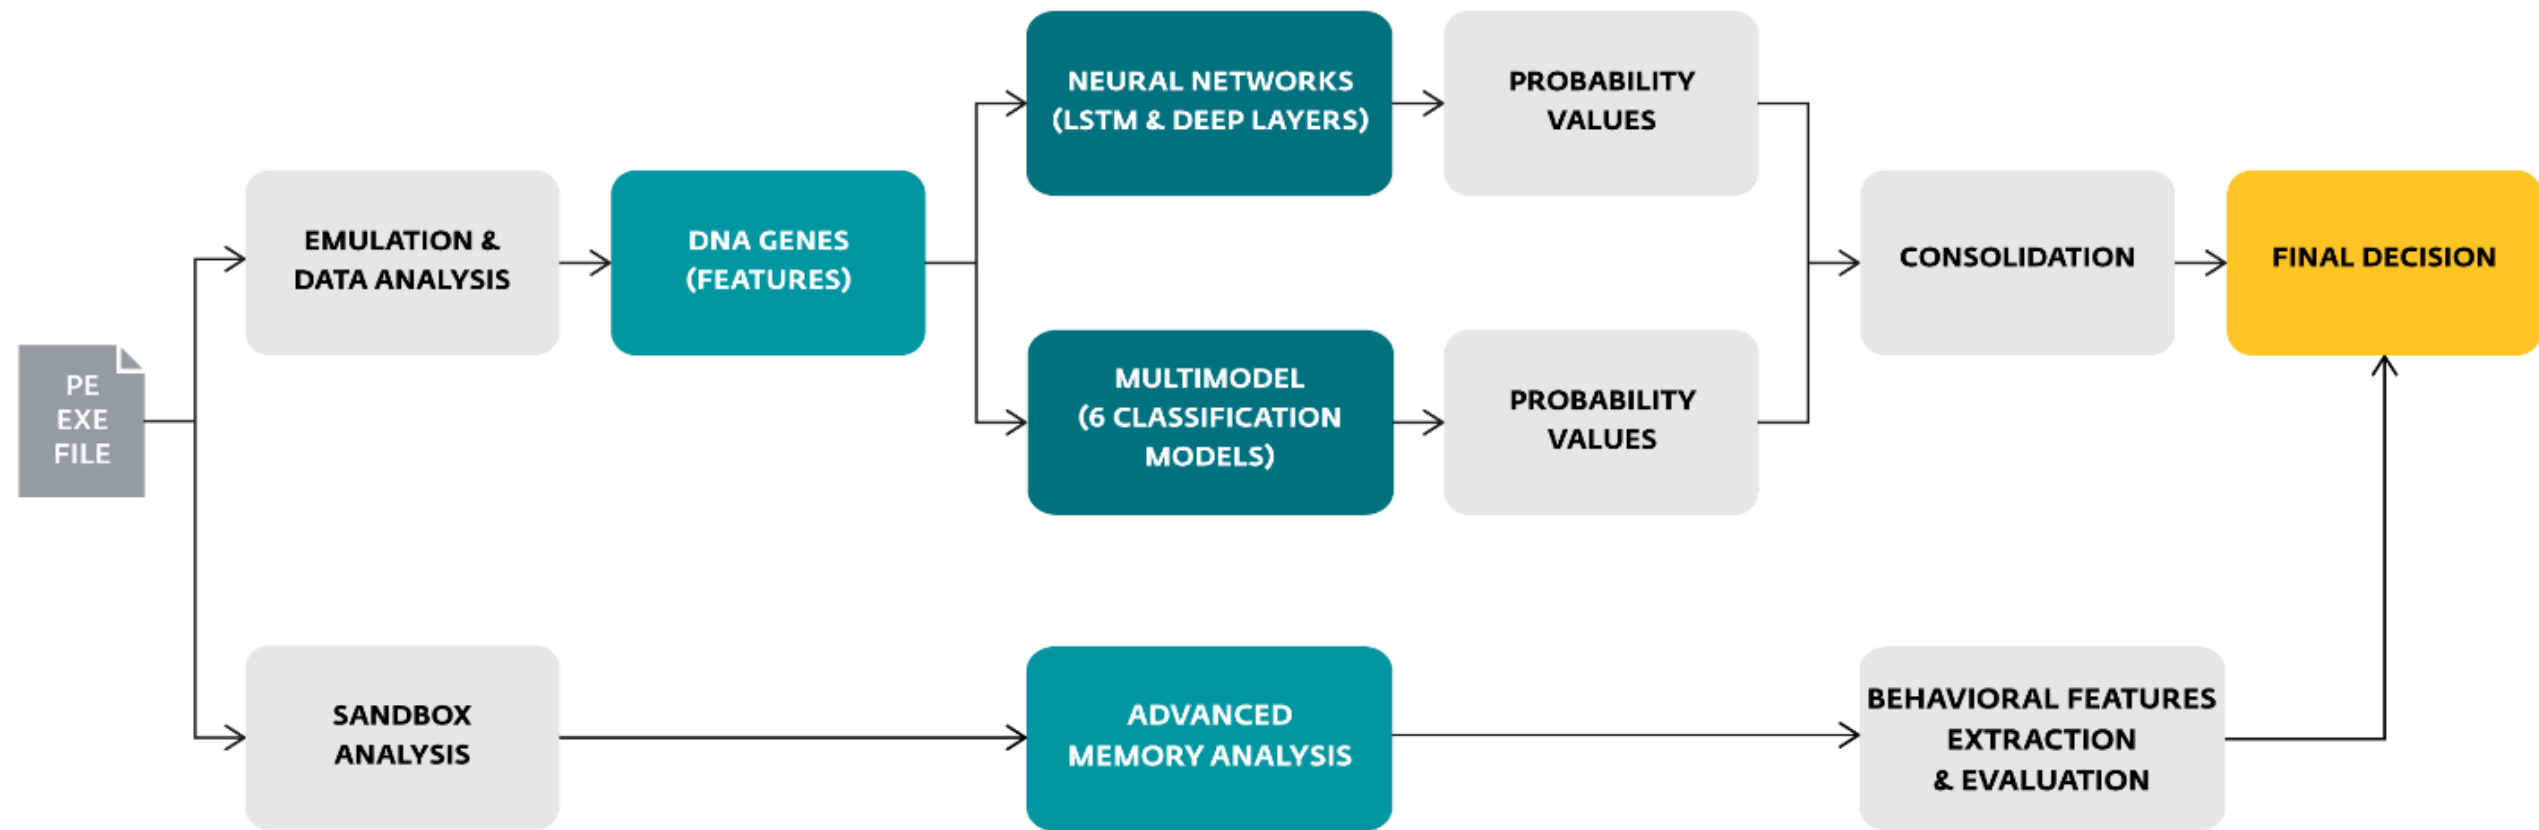 NEURAL NETWORKS
(LSTM & DEEP LAYERS)
PROBABILITY
VALUES
EMULATION &
DATA ANALYSIS
DNA GENES
(FEATURES)
CONSOLIDATION
FINAL DECISION
PE
EXE
FILE
MULTIMODEL
(6 CLASSIFICATION
MODELS)
PROBABILITY
VALUES
SANDBOX
ANALYSIS
ADVANCED
MEMORY ANALYSIS
BEHAVIORAL FEATURES
EXTRACTION
& EVALUATION